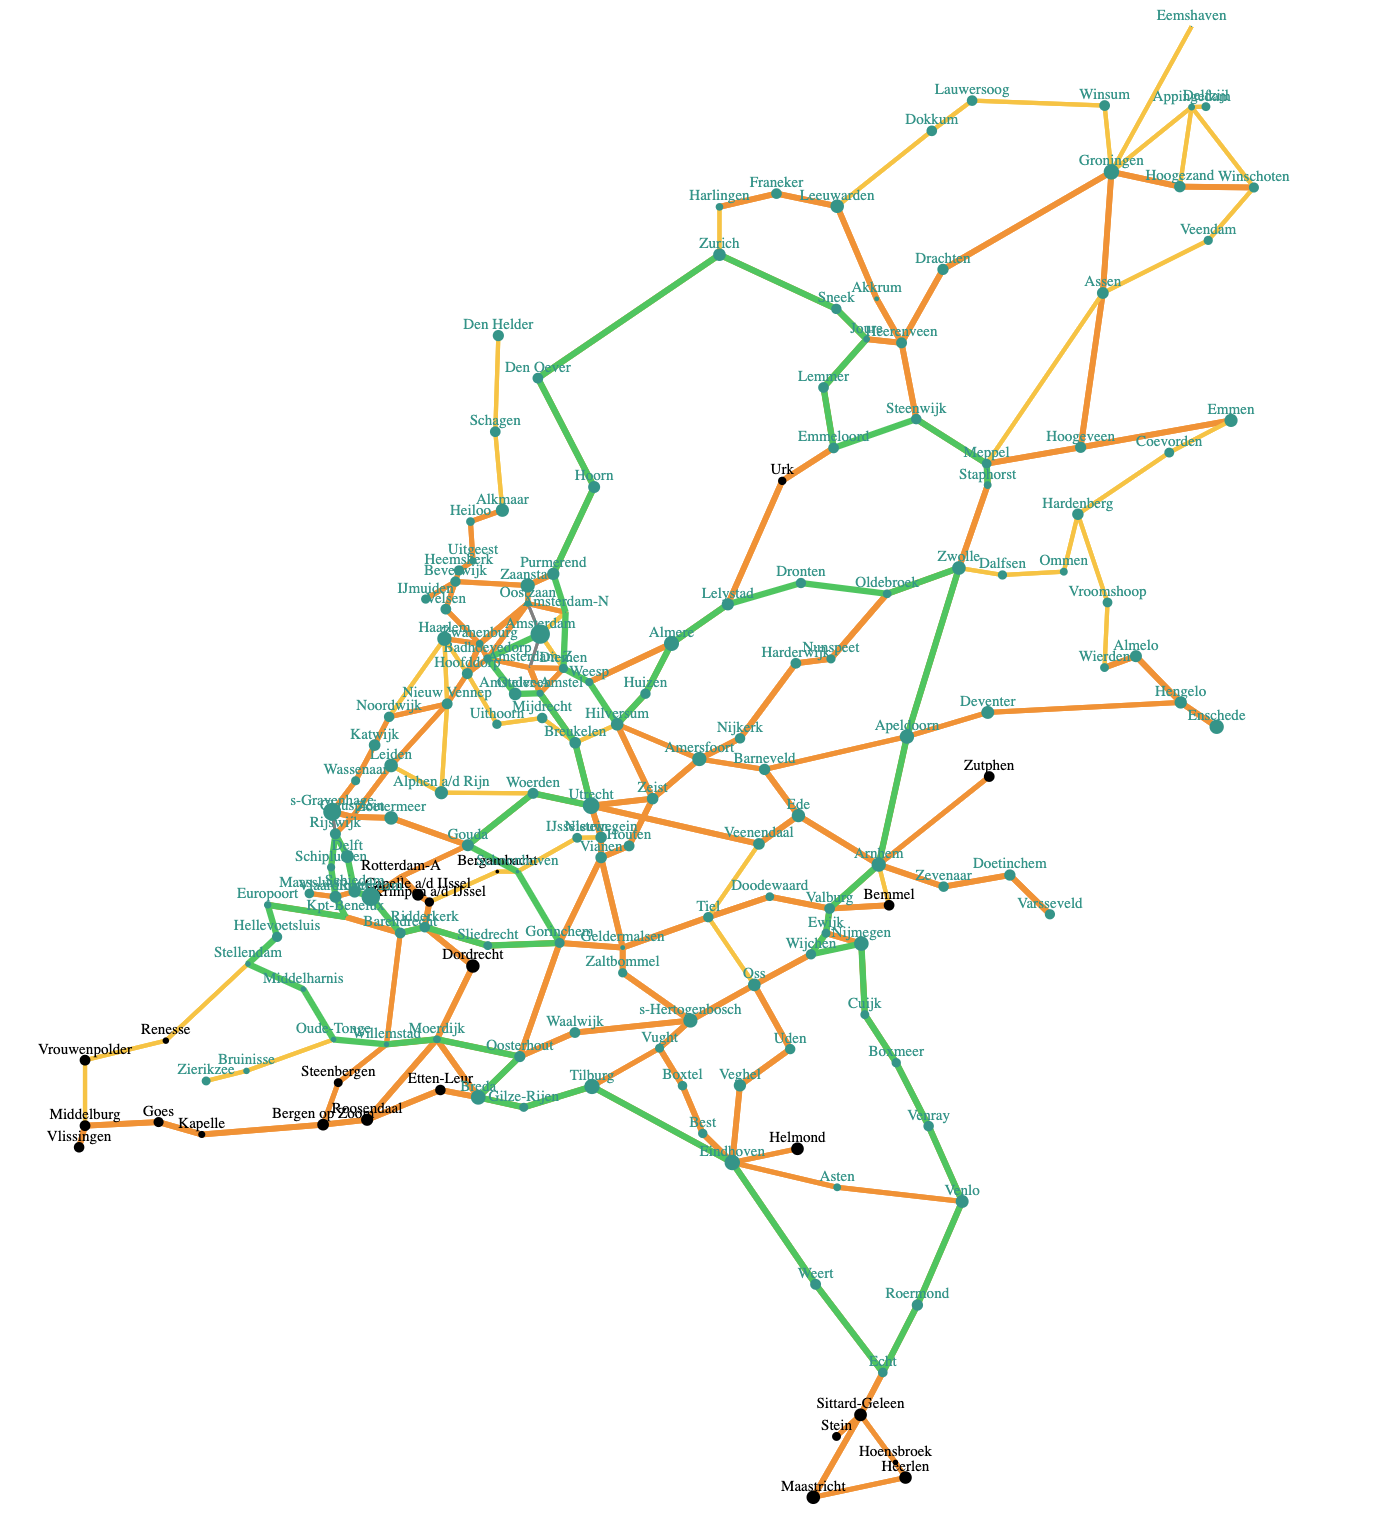 Eemshaven
Lauwersoog
Winsum
Appingedam
Delfzijl
Dokkum
Groningen
Hoogezand
Winschoten
Franeker
Harlingen
Leeuwarden
Veendam
Zurich
Drachten
Assen
Akkrum
Sneek
Joure
Heerenveen
Den Helder
Den Oever
Lemmer
Steenwijk
Emmen
Schagen
Emmeloord
Hoogeveen
Coevorden
Meppel
Urk
Hoorn
Staphorst
Alkmaar
Heiloo
Hardenberg
Uitgeest
Heemskerk
Purmerend
Zwolle
Dalfsen
Ommen
Beverwijk
Dronten
Oldebroek
IJmuiden
Velsen
Oostzaan
Lelystad
Vroomshoop
Amsterdam-N
Haarlem
Zwanenburg
Amsterdam
Almere
Badhoevedorp
Diemen
Harderwijk
Nunspeet
Almelo
Wierden
Hoofddorp
Weesp
Huizen
Nieuw Vennep
Hengelo
Enschede
Noordwijk
Uithoorn
Mijdrecht
Hilversum
Deventer
Katwijk
Breukelen
Nijkerk
Apeldoorn
Leiden
Amersfoort
Barneveld
Wassenaar
Alphen a/d Rijn
Woerden
Utrecht
Zeist
Zutphen
s-Gravenhage
Zoetermeer
Ede
Rijswijk
Gouda
IJsselstein
Nieuwegein
Houten
Veenendaal
Delft
Vianen
Schipluiden
Rotterdam-A
Bergambacht
Arnhem
Schiedam
Capelle a/d IJssel
Krimpen a/d IJssel
Zevenaar
Doetinchem
Europoort
Kpt-Benelux
Doodewaard
Bemmel
Hellevoetsluis
Barendrecht
Ridderkerk
Tiel
Valburg
Varsseveld
Stellendam
Sliedrecht
Gorinchem
Geldermalsen
Ewijk
Nijmegen
Wijchen
Dordrecht
Zaltbommel
Middelharnis
Oss
Cuijk
s-Hertogenbosch
Renesse
Oude-Tonge
Willemstad
Moerdijk
Waalwijk
Vught
Uden
Vrouwenpolder
Zierikzee
Bruinisse
Oosterhout
Boxmeer
Steenbergen
Etten-Leur
Breda
Gilze-Rijen
Tilburg
Boxtel
Veghel
Middelburg
Goes
Kapelle
Bergen op Zoom
Roosendaal
Best
Venray
Vlissingen
Eindhoven
Helmond
Asten
Venlo
Weert
Roermond
Echt
Sittard-Geleen
Stein
Hoensbroek
Heerlen
Maastricht